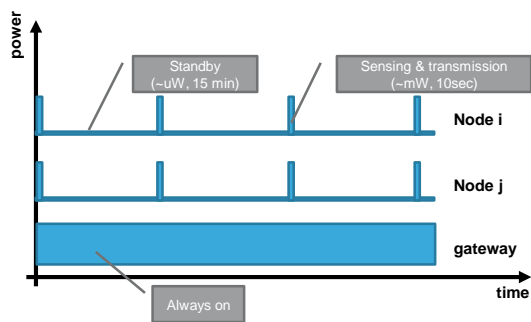 power
Standby
(~uW, 15 min)
Sensing & transmission
(~mW, 10sec)
Node i
Node j
gateway
time
Always on